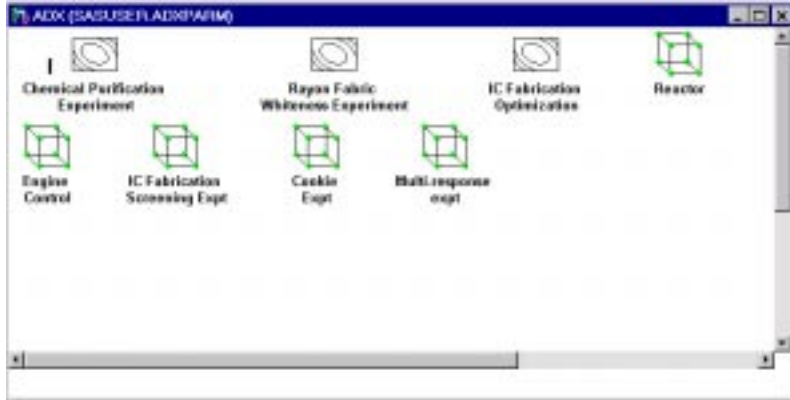 ADX (SASUSER.ADXPARM)
Chemical Purification
Experiment
Rayon Fabric
Whiteness Experiment
IC Fabrication
Optimization
Reactor
Engine
Control
IC Fabrication
Screening Expt
Cookie
Expt
Multi-response
expt